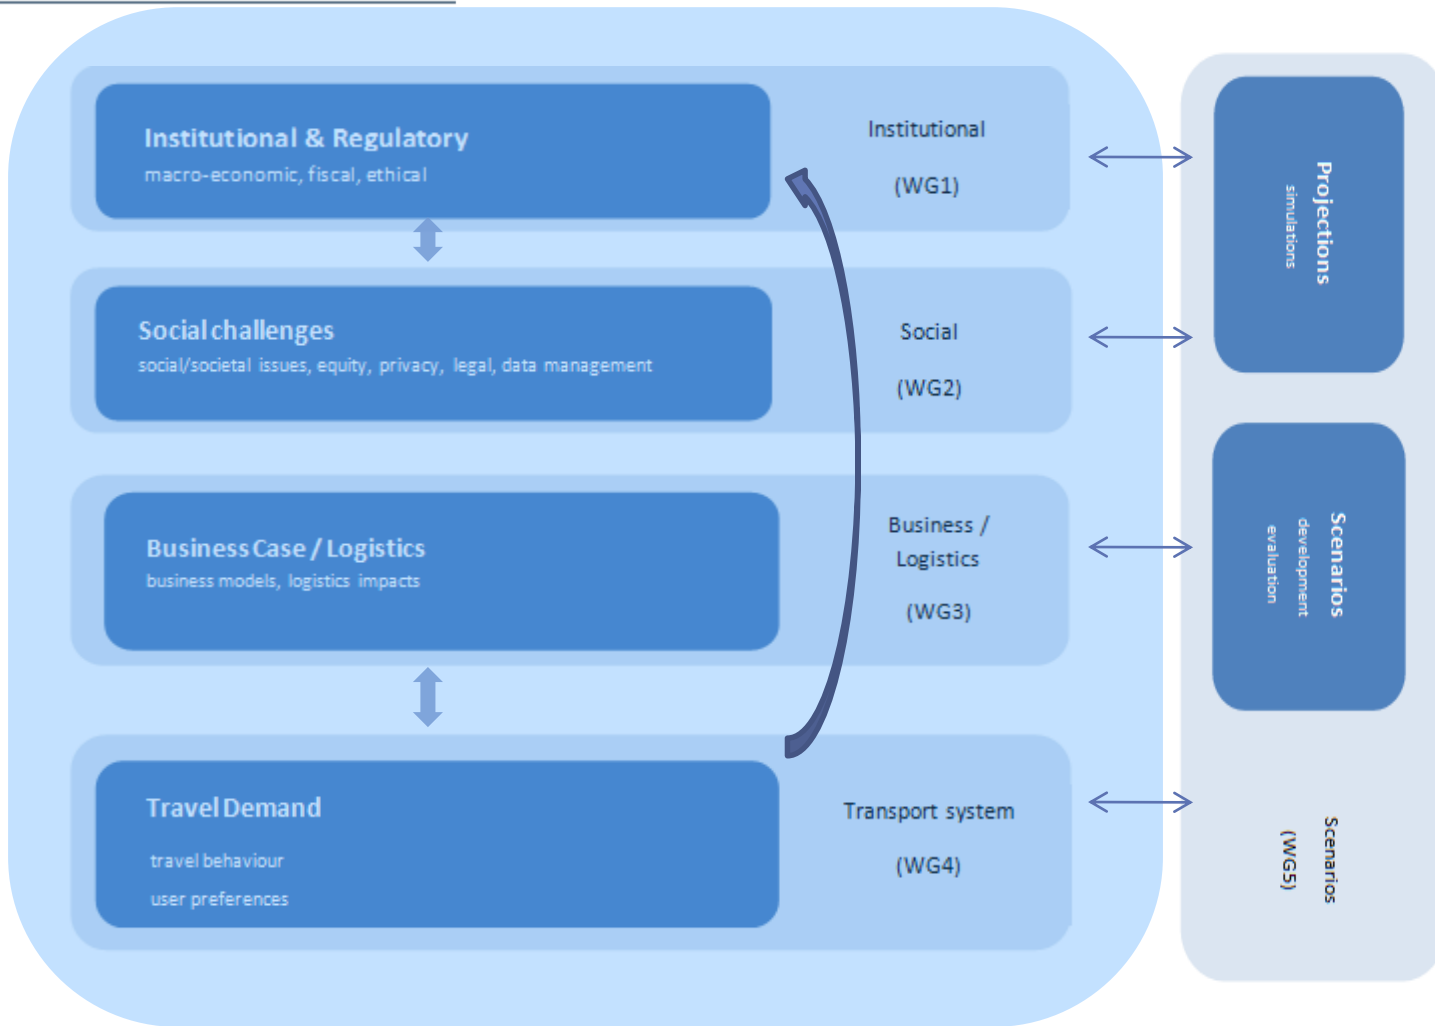 Institutional & Regulatory
macro-economic, fiscal, ethical
Institutional
(WG1)
Social challenges
social/societal issues, equity, privacy, legal, data management
Social
(WG2)
Business Case / Logistics
business models, logistics impacts
Business /
Logistics
(WG3)
Travel Demand
travel behaviour
user preferences
Transport system
(WG4)
Projections
simulations
Scenarios
development
evaluation
Scenarios
(WG5)